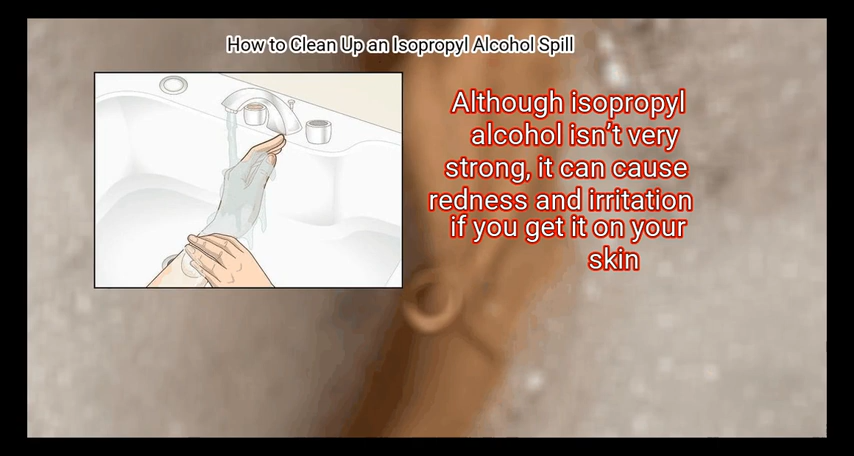 How to Clean Up an Isopropyl Alcohol Spill
Although isopropyl
alcohol isn’t very
strong, it can cause
redness and irritation
if you get it on your
skin